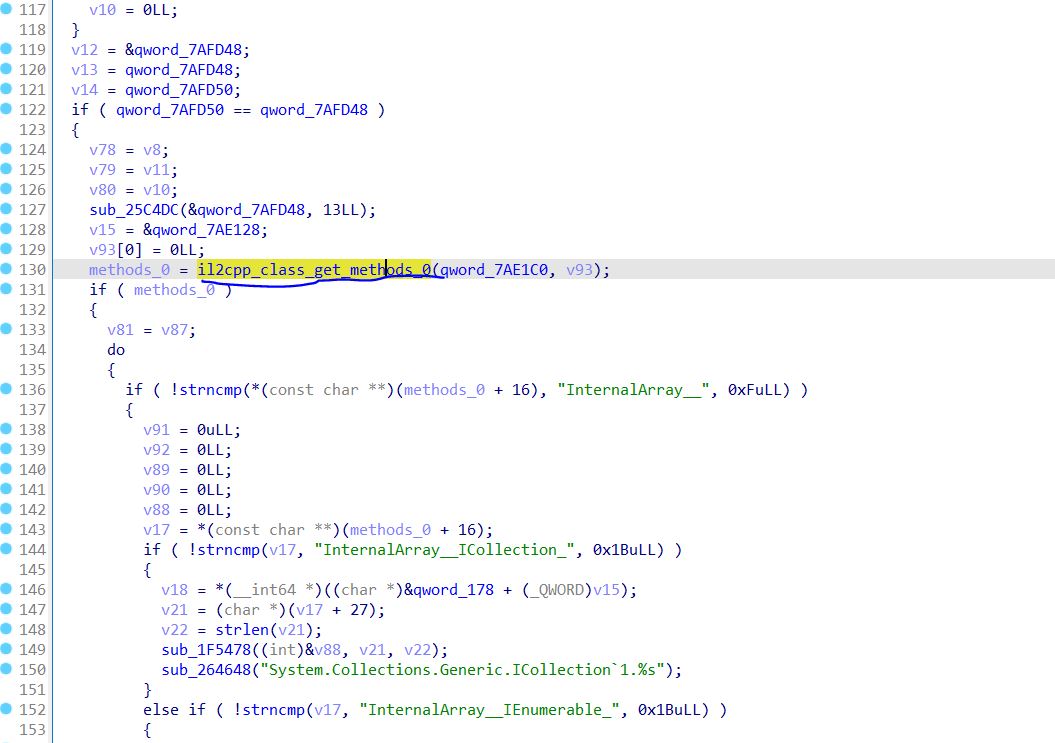 117 v10 = 0LL;
118 }
119 v12 = &qword_7AFD48;
120 v13 = qword_7AFD48;
121 v14 = qword_7AFD50;
122 if ( qword_7AFD50 == qword_7AFD48 )
123 {
124 v78 = v8;
125 v79 = v11;
126 v80 = v10;
127 sub_25C4DC(&qword_7AFD48, 13LL);
128 v15 = &qword_7AE128;
129 v93[0] = 0LL;
130 methods_0 = il2cpp_class_get_methods_0(qword_7AE1C0, v93);
131 if ( methods_0 )
132 {
133 v81 = v87;
134 do
135 {
136 if ( !strncmp(*(const char **)(methods_0 + 16), "InternalArray__", 0xFuLL) )
137 {
138 v91 = 0uLL;
139 v92 = 0LL;
140 v89 = 0LL;
141 v90 = 0LL;
142 v88 = 0LL;
143 v17 = *(const char **)(methods_0 + 16);
144 if ( !strncmp(v17, "InternalArray__ICollection_", 0x1BuLL) )
145 {
146 v18 = *(__int64 *)((char *)&qword_178 + (_QWORD)v15);
147 v21 = (char *)(v17 + 27);
148 v22 = strlen(v21);
149 sub_1F5478((int)&v88, v21, v22);
150 sub_264648("System.Collections.Generic.ICollection`1.%s");
151 }
152 else if ( !strncmp(v17, "InternalArray__IEnumerable_", 0x1BuLL) )
153 {